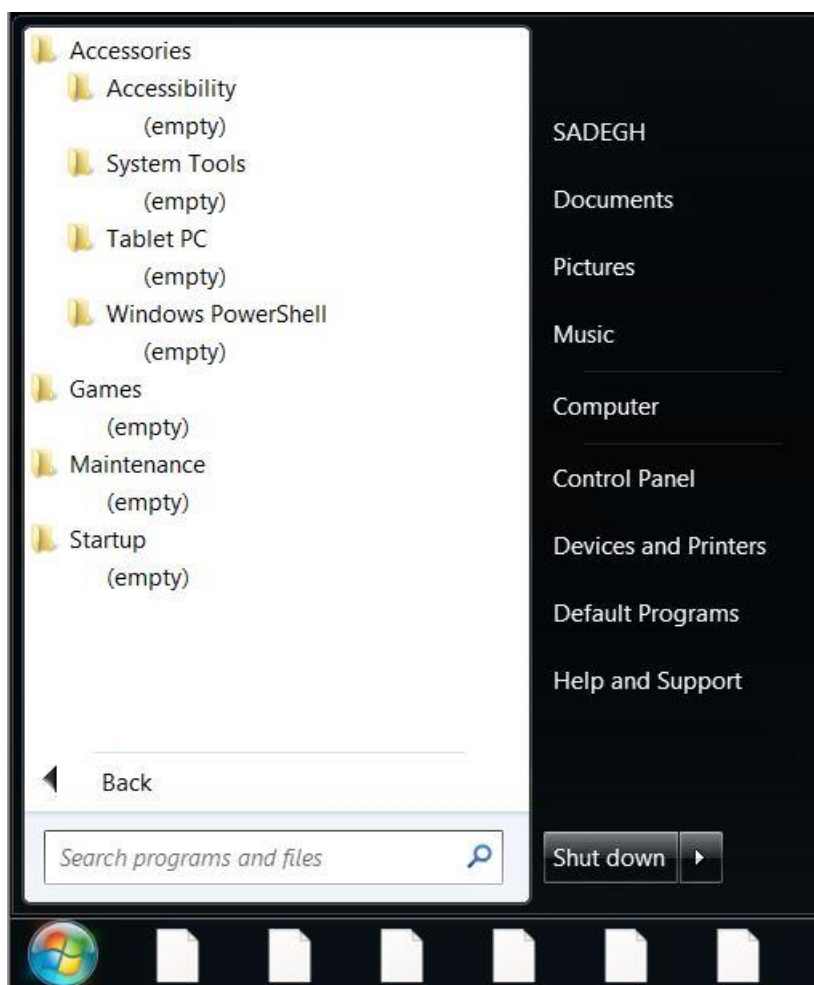 Accessories
Accessibility
(empty)
System Tools
(empty)
Tablet PC
(empty)
Windows PowerShell
(empty)
Games
(empty)
Maintenance
(empty)
Startup
(empty)
Back
Search programs and files
SADEGH
Documents
Pictures
Music
Computer
Control Panel
Devices and Printers
Default Programs
Help and Support
Shut down